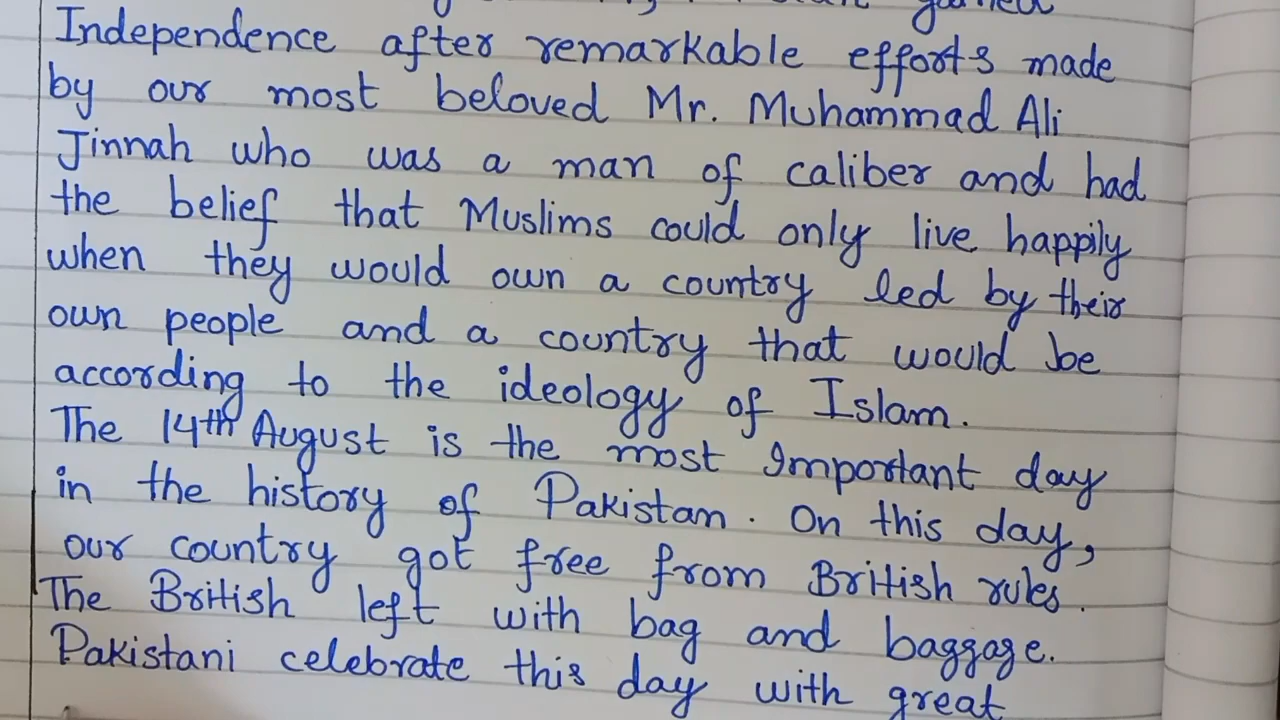 Independence after remarkable efforts made
by our most beloved Mr. Muhammad Ali
Jinnah who was a man of caliber and had
the belief that Muslims could only live happily
when they would own a country led by their
own people and a country that would be
according to the ideology of Islam.
The 14th August is the most Important day
in the history of Pakistan. On this day,
our country got free from British rules.
The British left with bag and baggage.
Pakistani celebrate this day with great